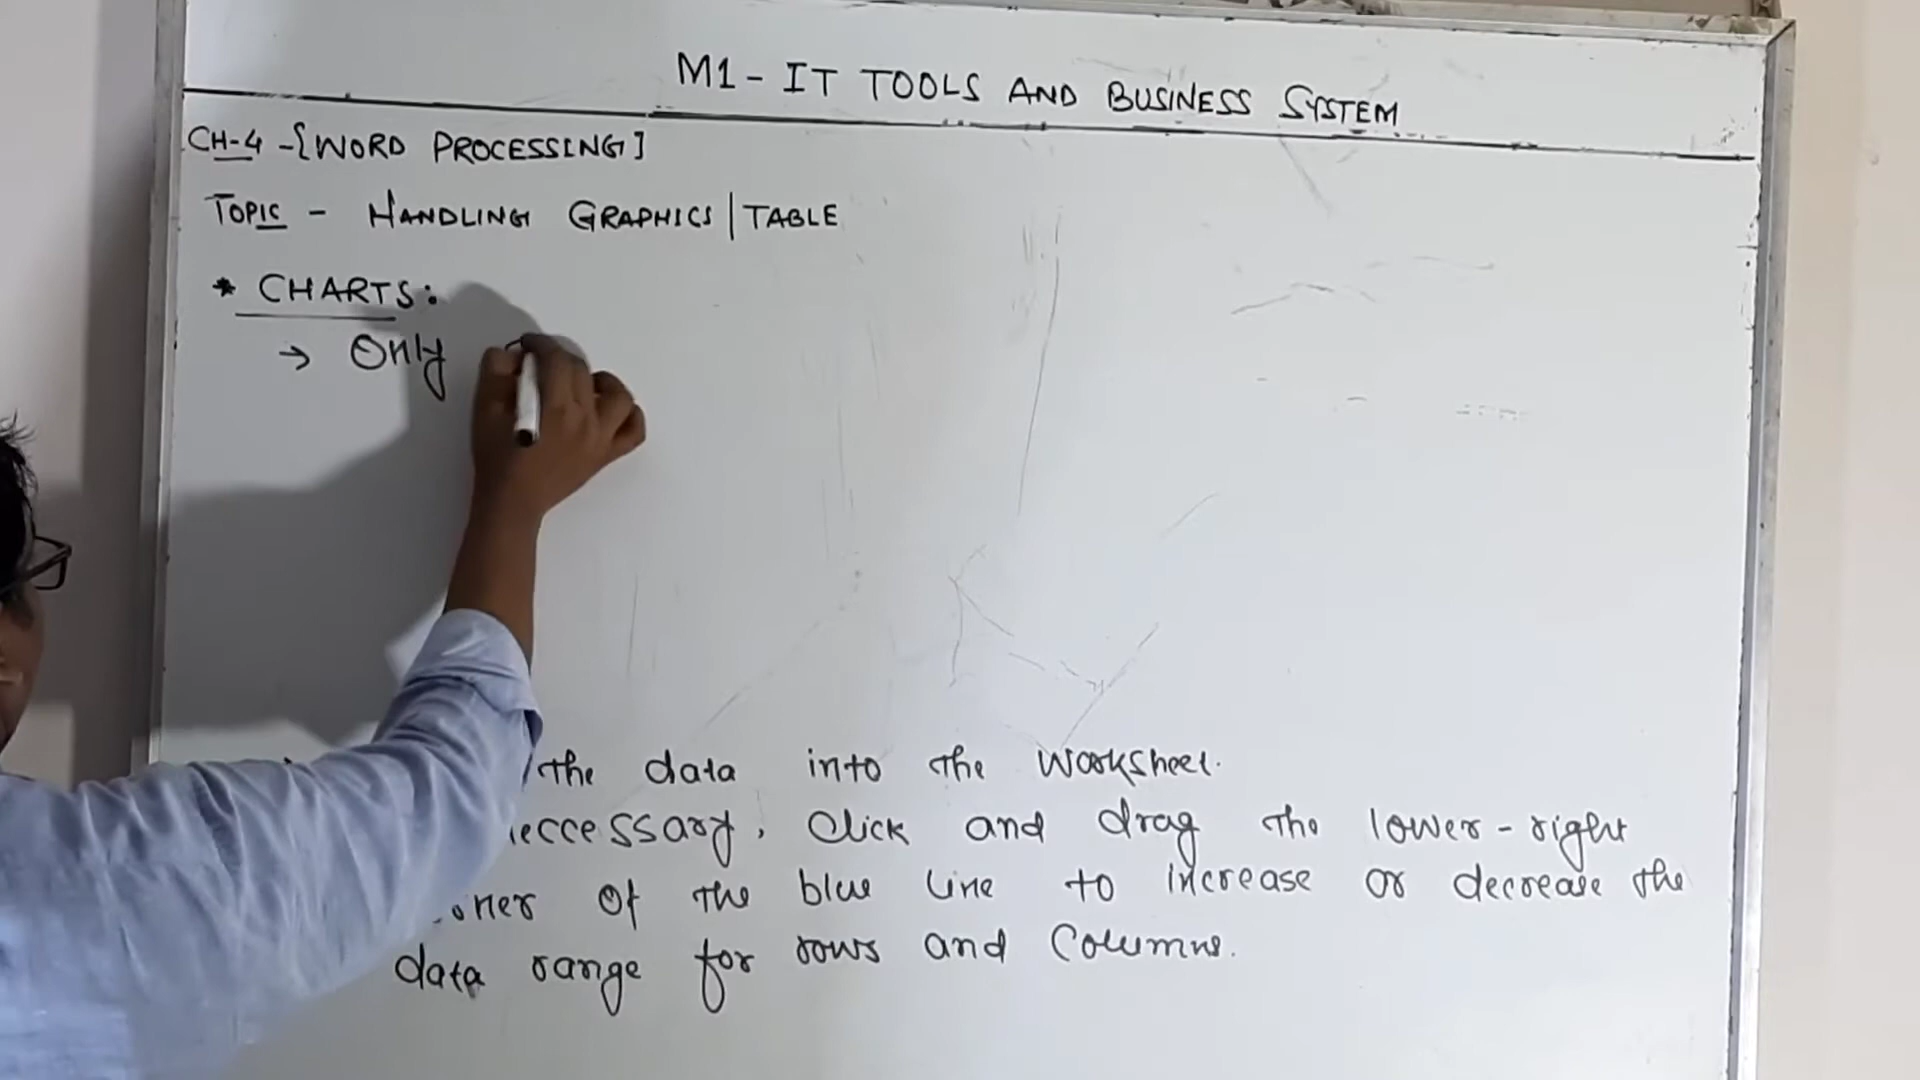 M1 - IT TOOLS AND BUSINESS SYSTEM
CH-4 -[WORD PROCESSING]
TOPIC - HANDLING GRAPHICS|TABLE
* CHARTS:
→ Only
the data into the worksheet.
Click and drag the lower-right
of the blue line to increase or decrease the
data range for rows and columns.